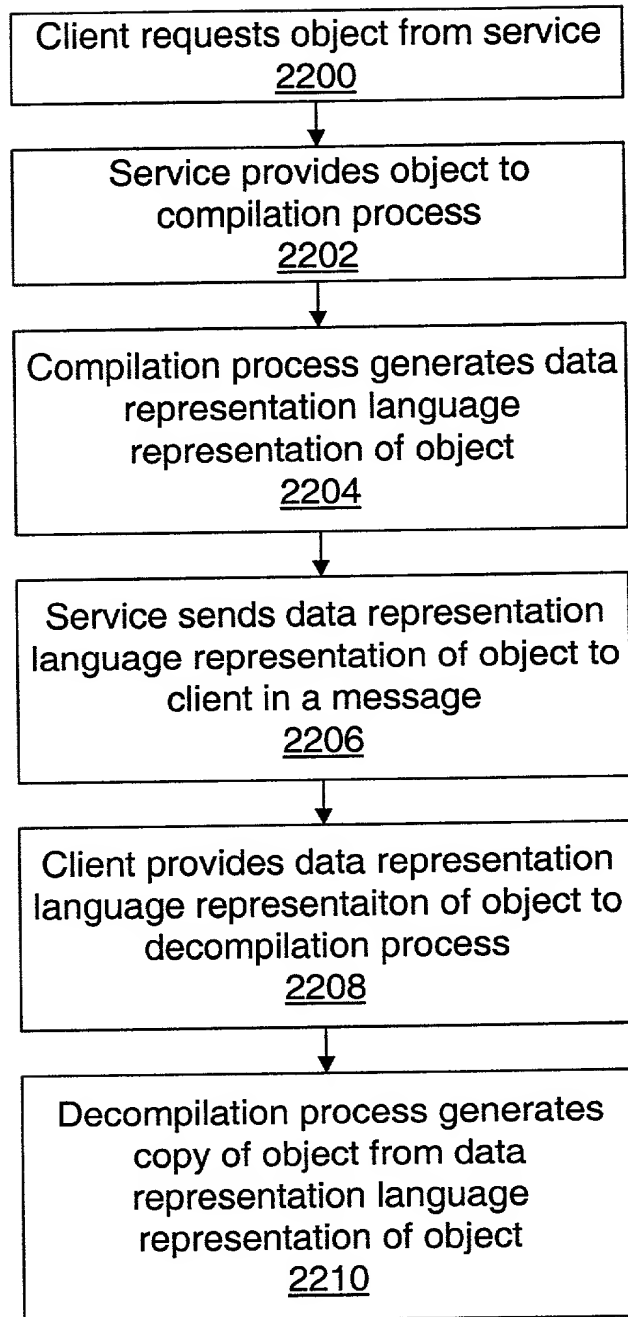 Client requests object from service
2200
Service provides object to
compilation process
2202
Compilation process generates data
representation language
representation of object
2204
Service sends data representation
language representation of object to
client in a message
2206
Client provides data representation
language representaiton of object to
decompilation process
2208
Decompilation process generates
copy of object from data
representation language
representation of object
2210